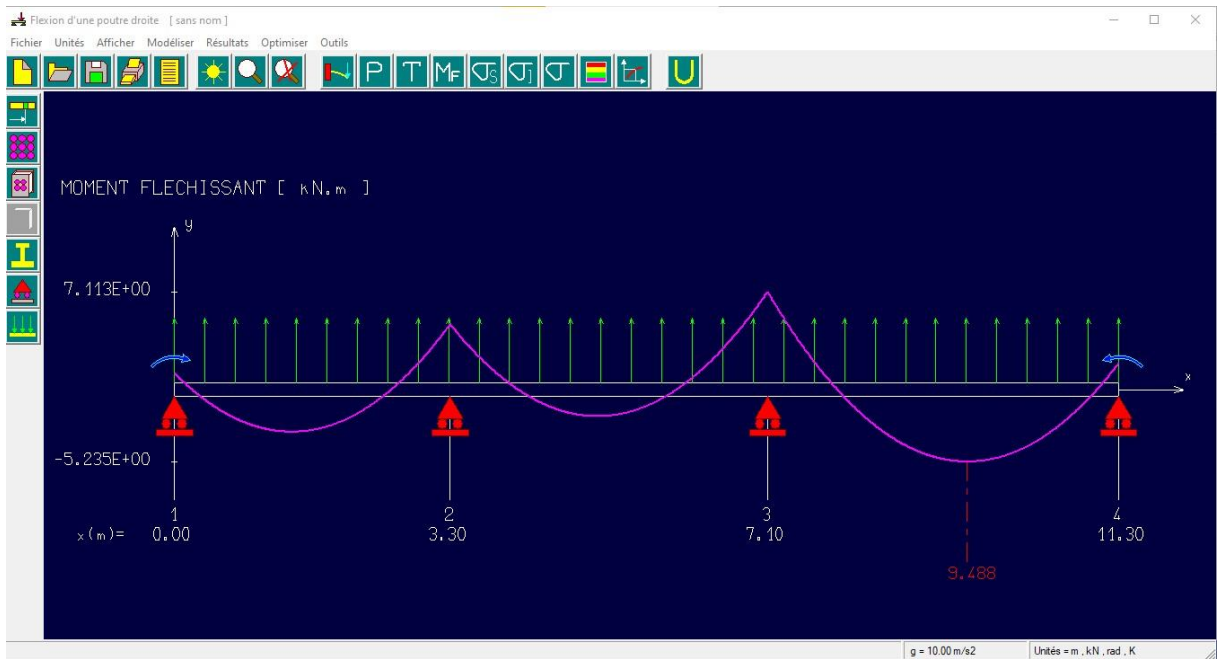 Flexion d'une poutre droite [ sans nom ]
Fichier Unités Afficher Modéliser Résultats Optimiser Outils
P T MF σS σJ σ U
MOMENT FLECHISSANT [ kN.m ]
y
7.113E+00
x
-5.235E+00
1 2 3 4
x(m)= 0.00 3.30 7.10 11.30
9.488
g = 10.00 m/s2 Unités = m , kN , rad , K